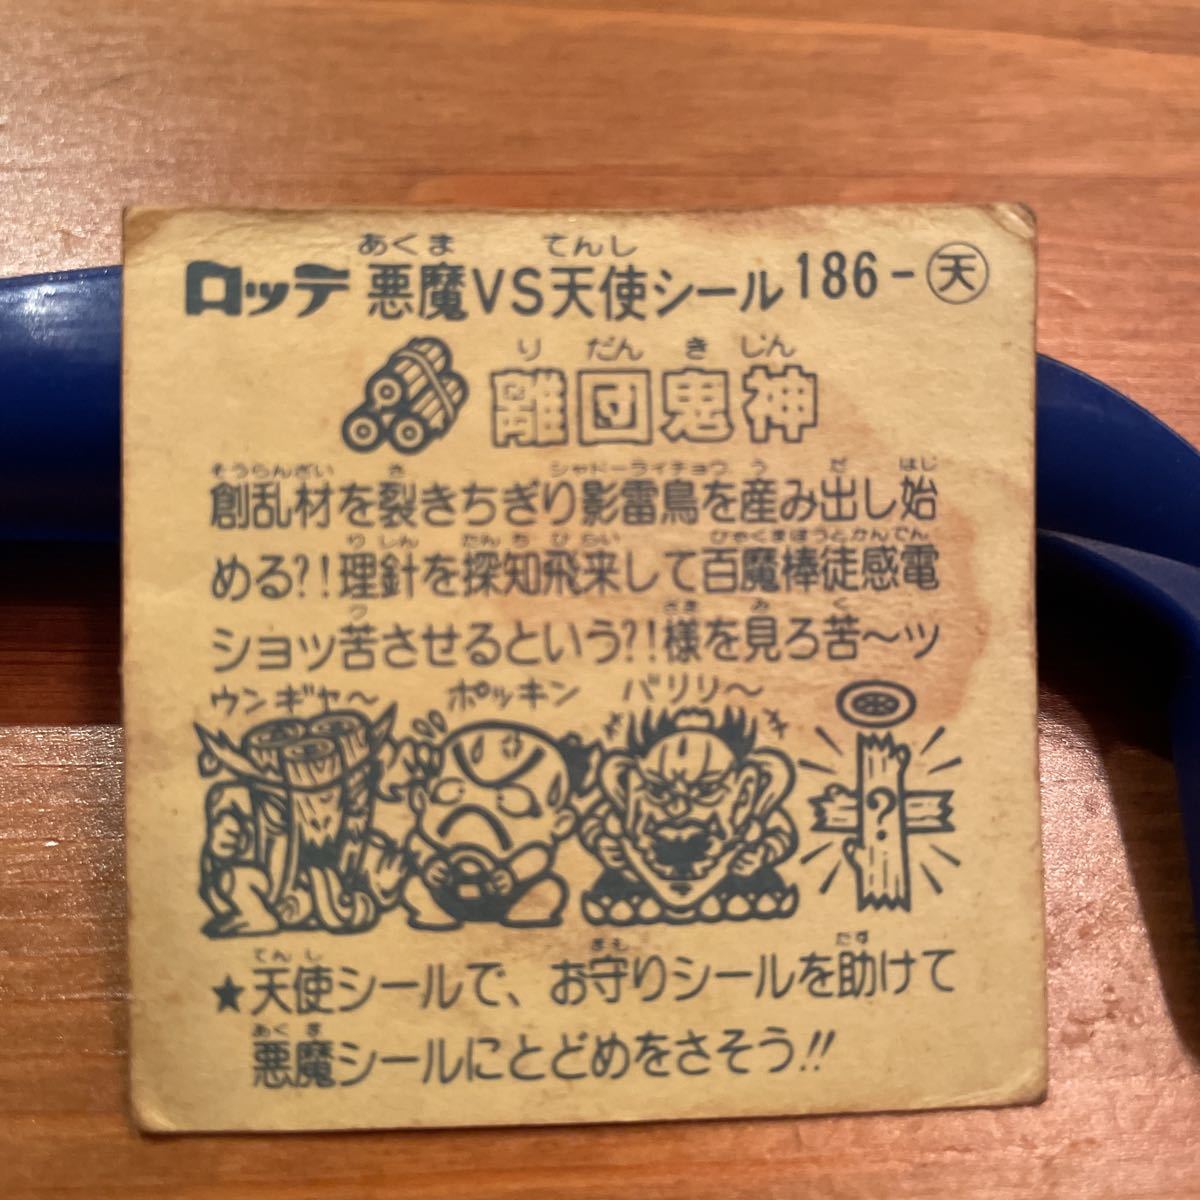 あくま てんし
ロッテ 悪魔VS天使シール 186-天
り だん き じん
離団鬼神
そうらんざい さ シャドーライチョウ う だ はじ
創乱材を裂きちぎり影雷鳥を産み出し始
りしん たんち ひらい ひゃくまぼうとかんでん
める?!理針を探知飛来して百魔棒徒感電
ク ざま み く
ショッ苦させるという?!様を見ろ苦〜ッ
ウンギャ〜 ポッキン バリリ〜
?
てんし まも たす
★天使シールで、お守りシールを助けて
あくま
悪魔シールにとどめをさそう!!